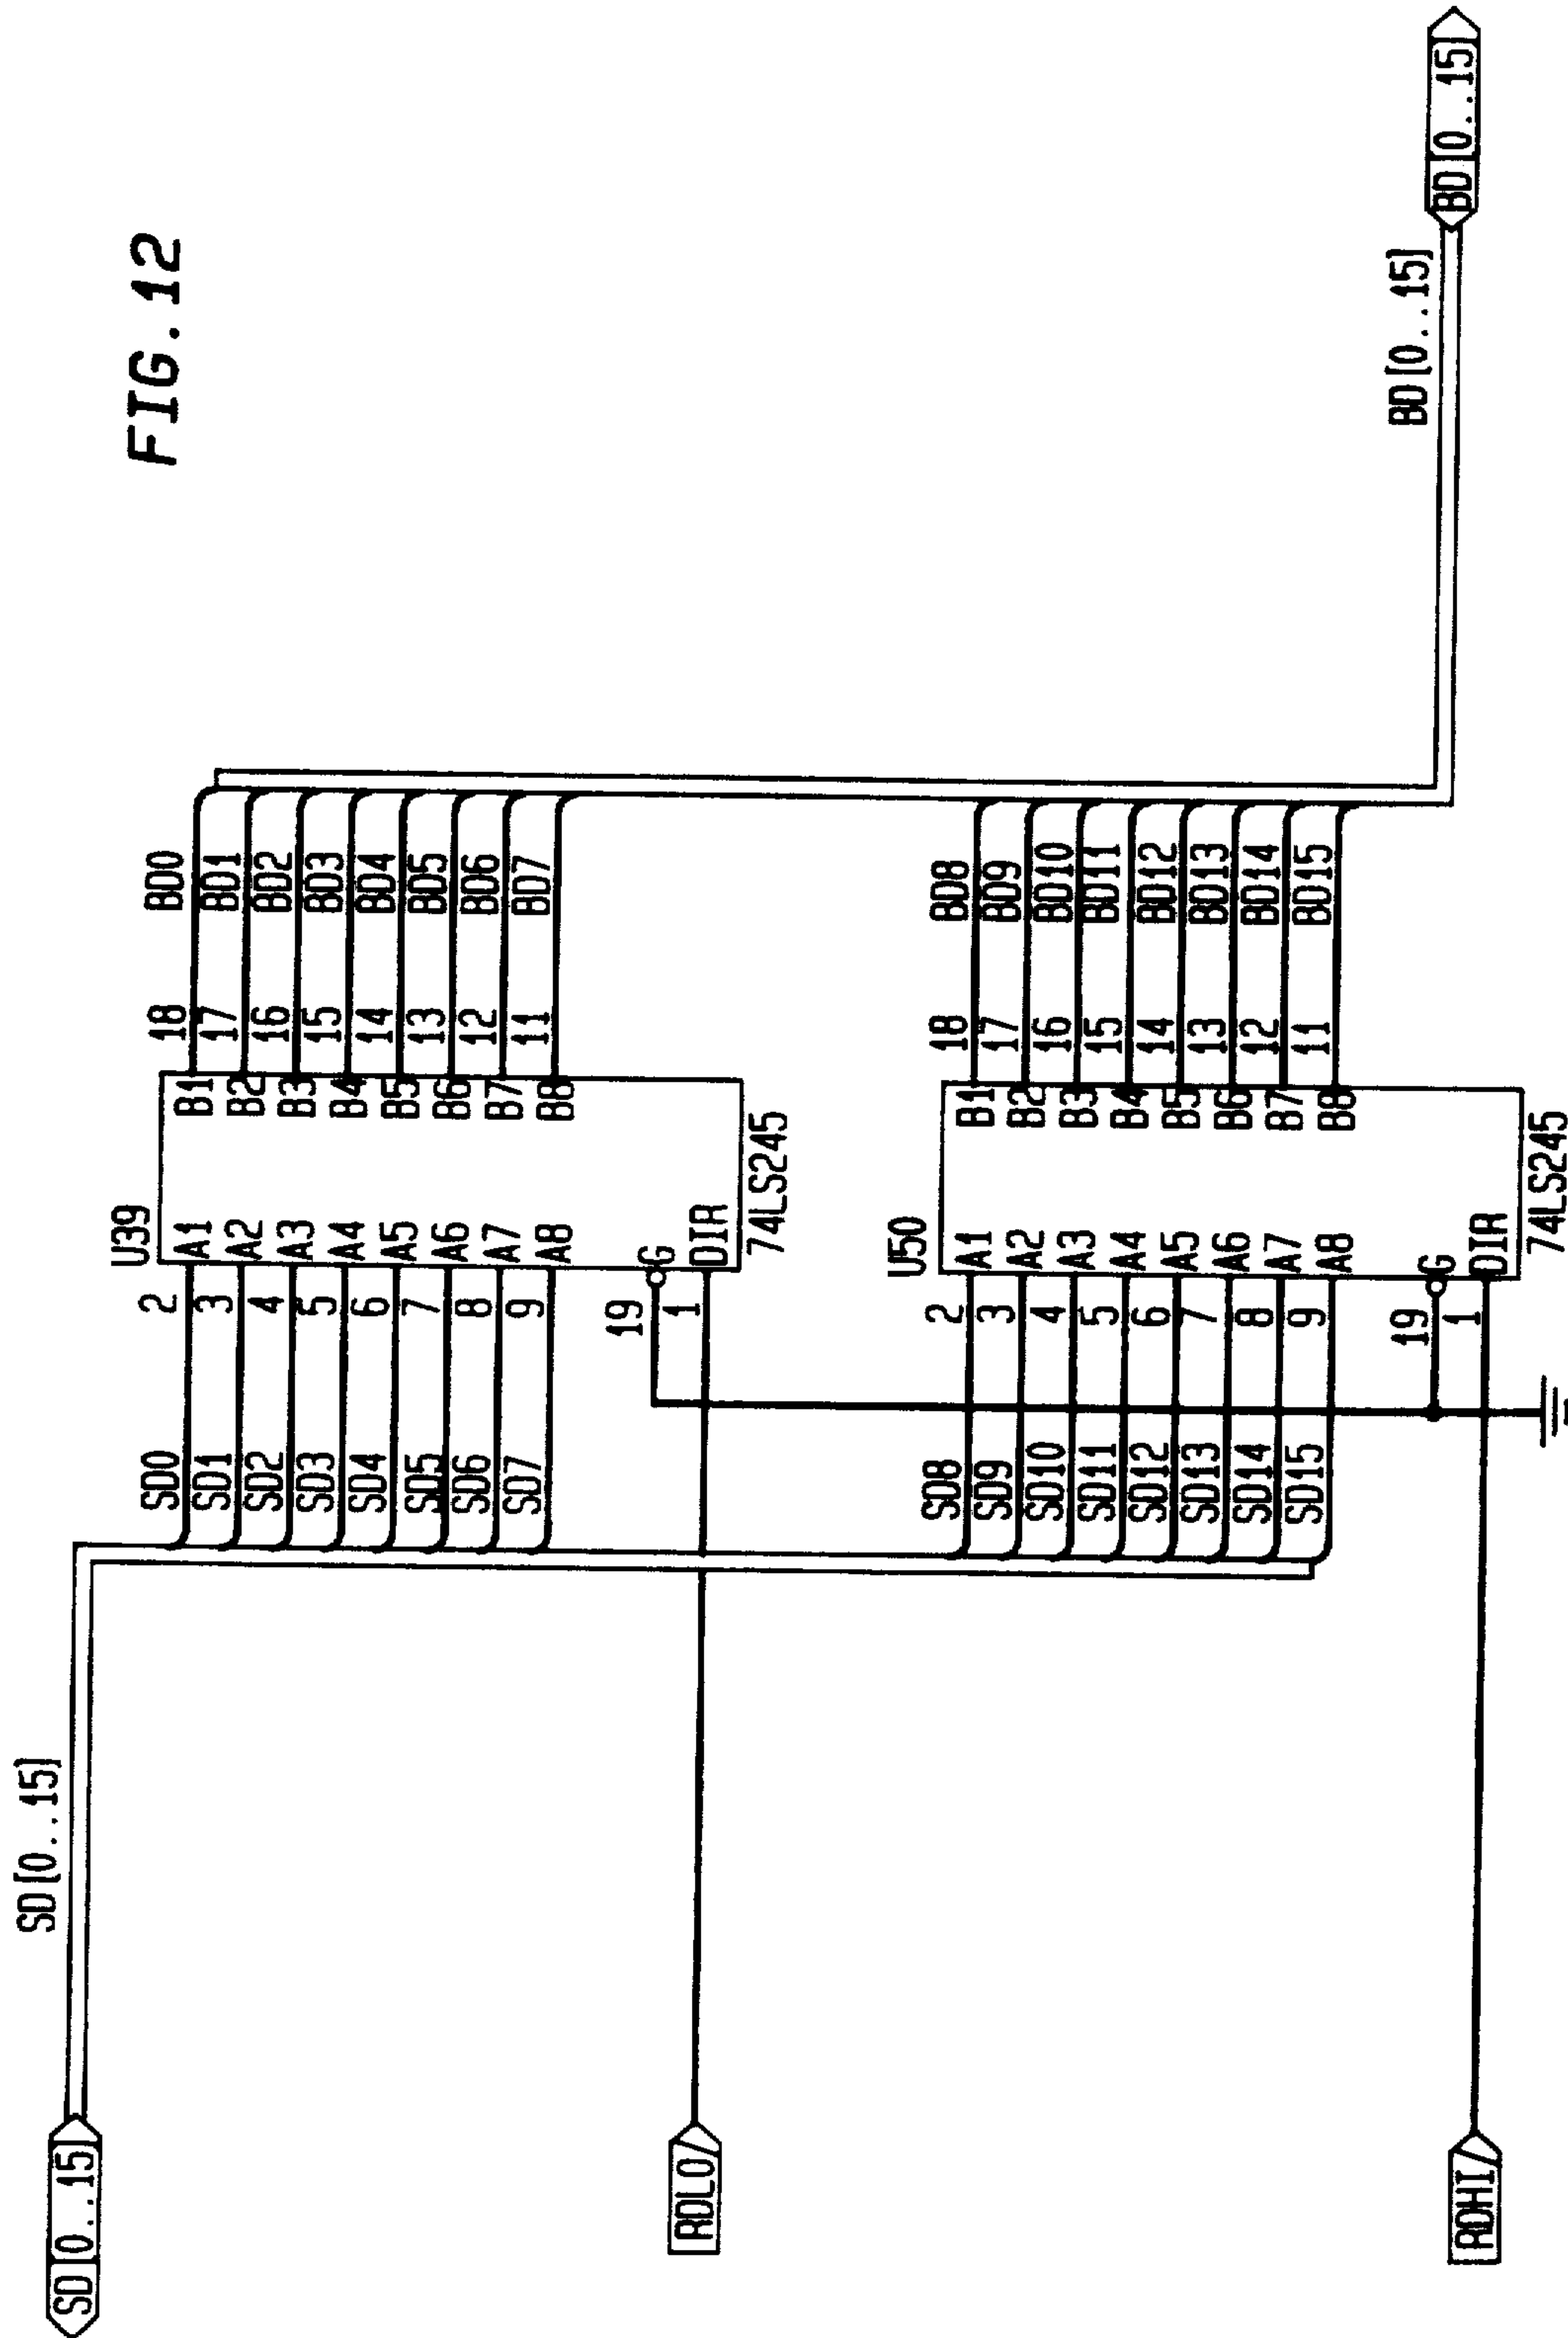 FIG. 12
SD[0..15]
SD[0..15]
U39
SD0 2 A1 B1 18 BD0
SD1 3 A2 B2 17 BD1
SD2 4 A3 B3 16 BD2
SD3 5 A4 B4 15 BD3
SD4 6 A5 B5 14 BD4
SD5 7 A6 B6 13 BD5
SD6 8 A7 B7 12 BD6
SD7 9 A8 B8 11 BD7
19 G
RDLO/ 1 DIR
74LS245
U50
SD8 2 A1 B1 18 BD8
SD9 3 A2 B2 17 BD9
SD10 4 A3 B3 16 BD10
SD11 5 A4 B4 15 BD11
SD12 6 A5 B5 14 BD12
SD13 7 A6 B6 13 BD13
SD14 8 A7 B7 12 BD14
SD15 9 A8 B8 11 BD15
19 G
RDHI/ 1 DIR
74LS245
BD[0..15]
BD[0..15]